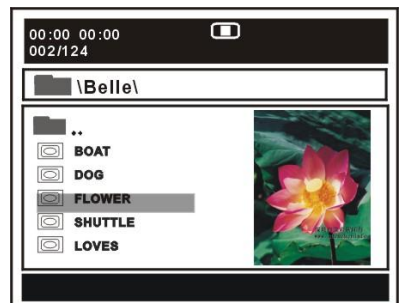 00:00 00:00
002/124
\Belle\
..
BOAT
DOG
FLOWER
SHUTTLE
LOVES